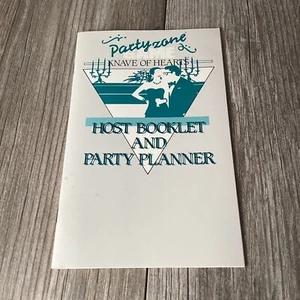 Partyzone
KNAVE OF HEARTS
HOST BOOKLET
AND
PARTY PLANNER